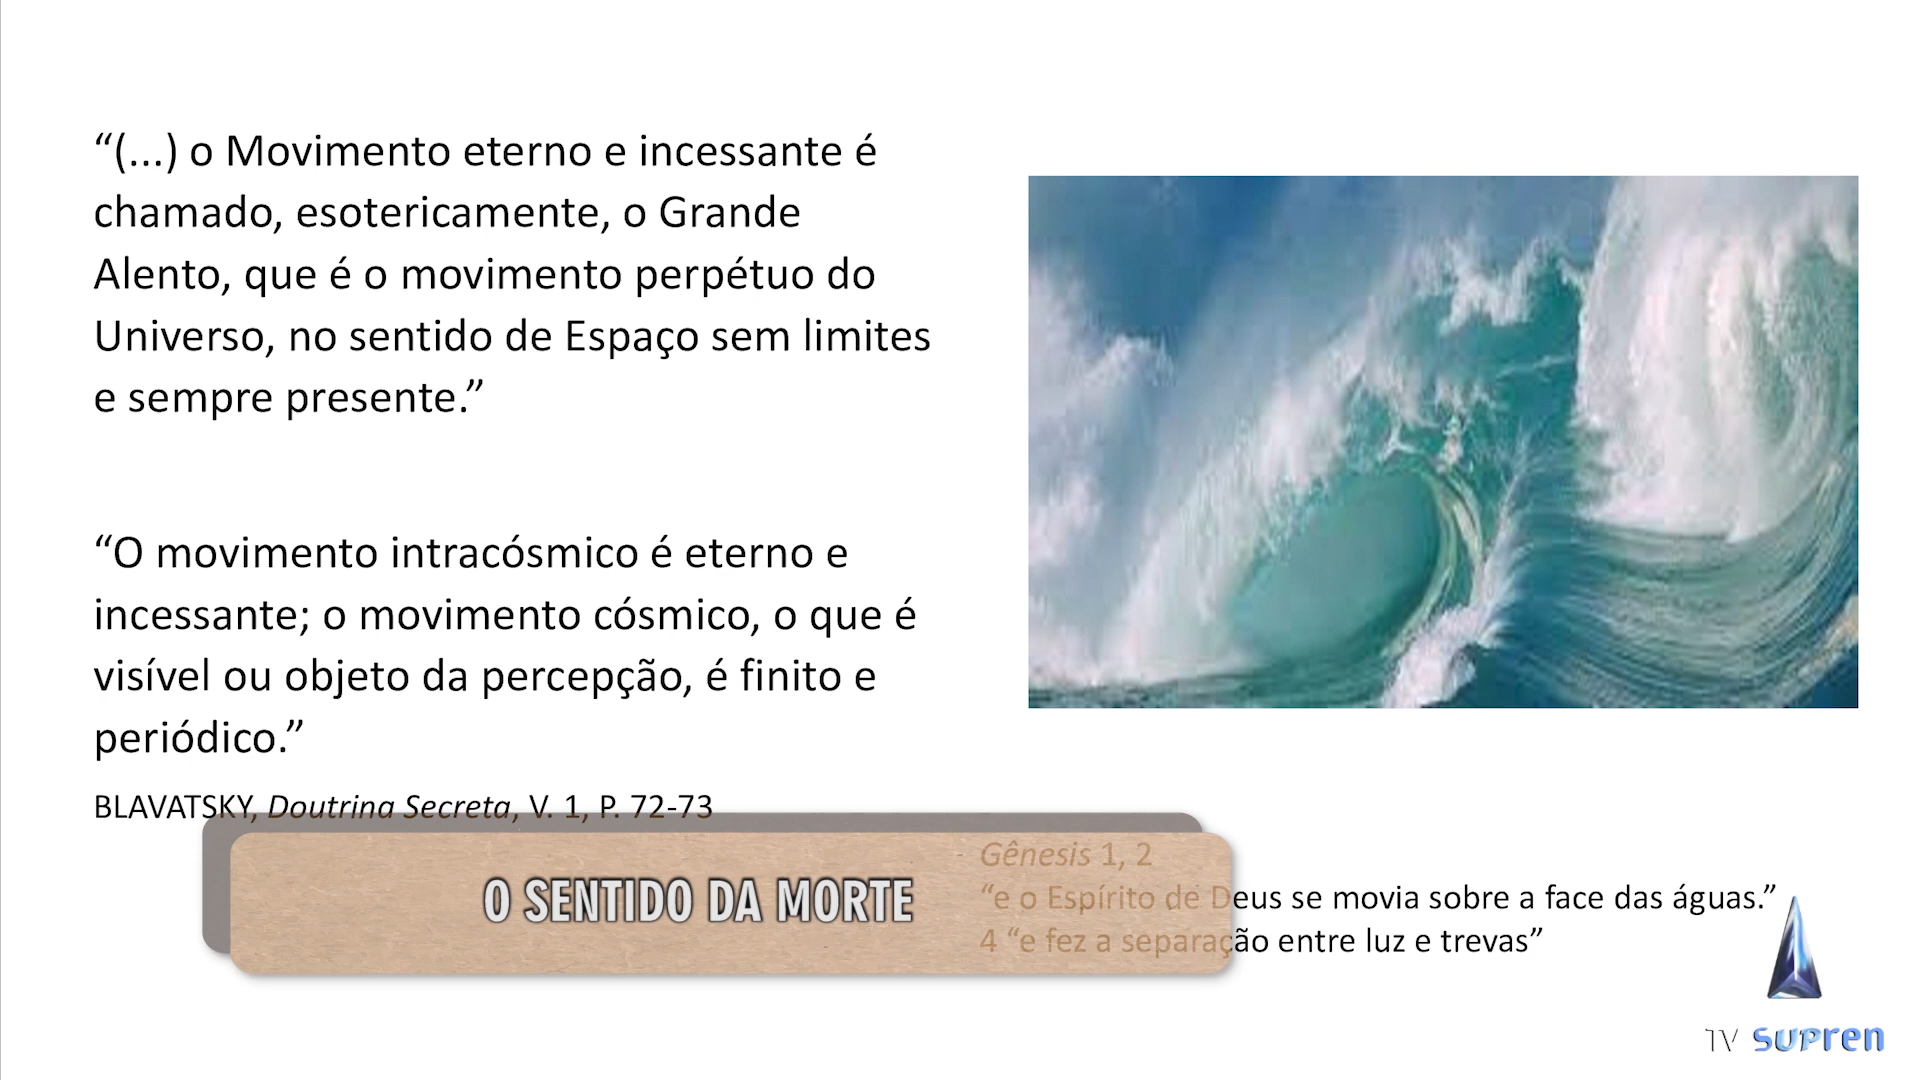 “(...) o Movimento eterno e incessante é
chamado, esotericamente, o Grande
Alento, que é o movimento perpétuo do
Universo, no sentido de Espaço sem limites
e sempre presente.”
“O movimento intracósmico é eterno e
incessante; o movimento cósmico, o que é
visível ou objeto da percepção, é finito e
periódico.”
BLAVATSKY, Doutrina Secreta, V. 1, P. 72-73
Gênesis 1, 2
“e o Espírito de Deus se movia sobre a face das águas.”
4 “e fez a separação entre luz e trevas”
O SENTIDO DA MORTE
TV Supren